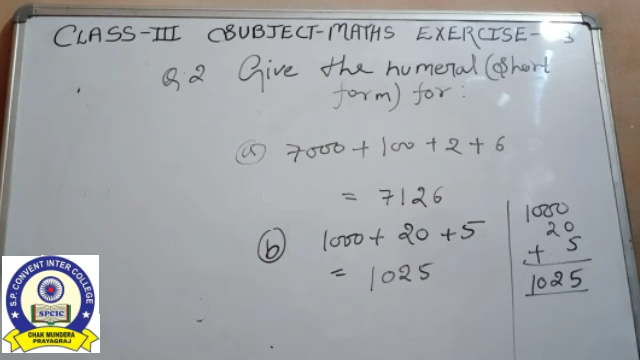 CLASS-III SUBJECT-MATHS EXERCISE- 3
Q.2 Give the numeral (Short
form) for:
(a) 7000 + 100 + 2 + 6
= 7126
(b) 1000 + 20 + 5
= 1025
1000
20
+ 5
1025
S.P. CONVENT INTER COLLEGE
SPCIC
CHAK MUNDERA
PRAYAGRAJ